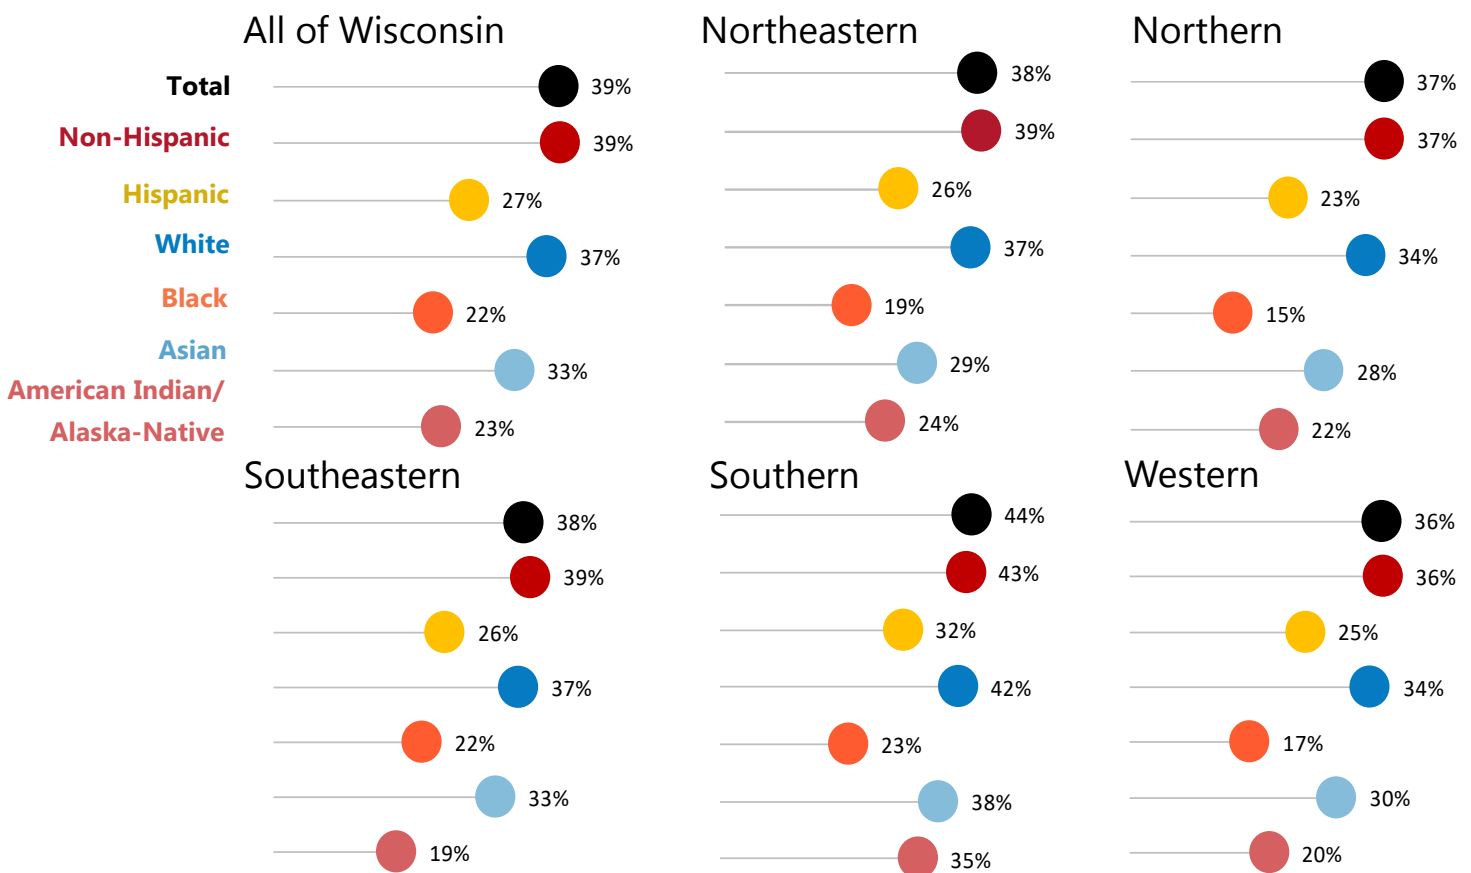 All of Wisconsin
Total 39%
Non-Hispanic 39%
Hispanic 27%
White 37%
Black 22%
Asian 33%
American Indian/
Alaska-Native 23%
Northeastern
38%
39%
26%
37%
19%
29%
24%
Northern
37%
37%
23%
34%
15%
28%
22%
Southeastern
38%
39%
26%
37%
22%
33%
19%
Southern
44%
43%
32%
42%
23%
38%
35%
Western
36%
36%
25%
34%
17%
30%
20%